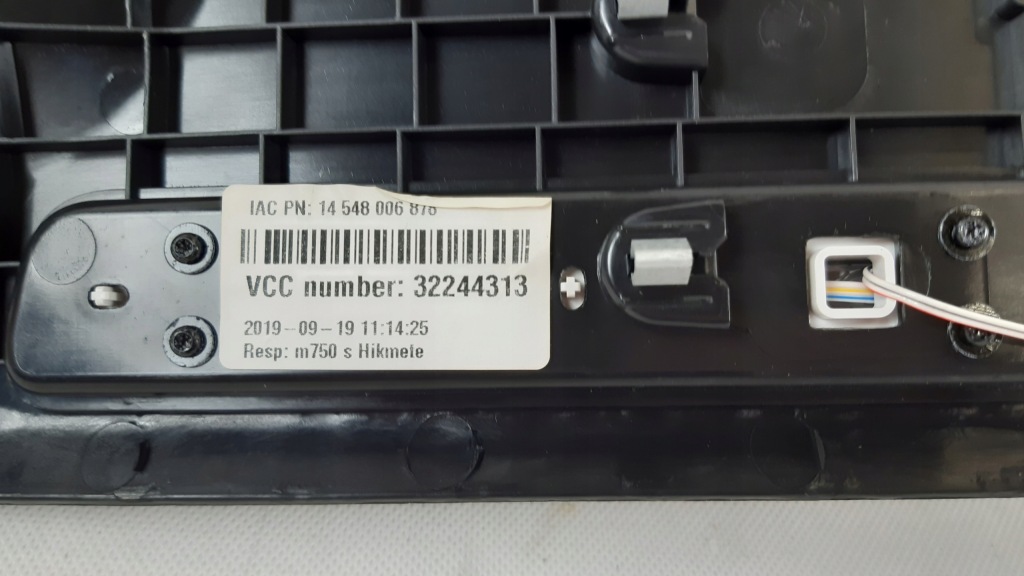 IAC PN: 14 548 006 876
VCC number: 32244313
2019-09-19 11:14:25
Resp: m750 s Hikmete